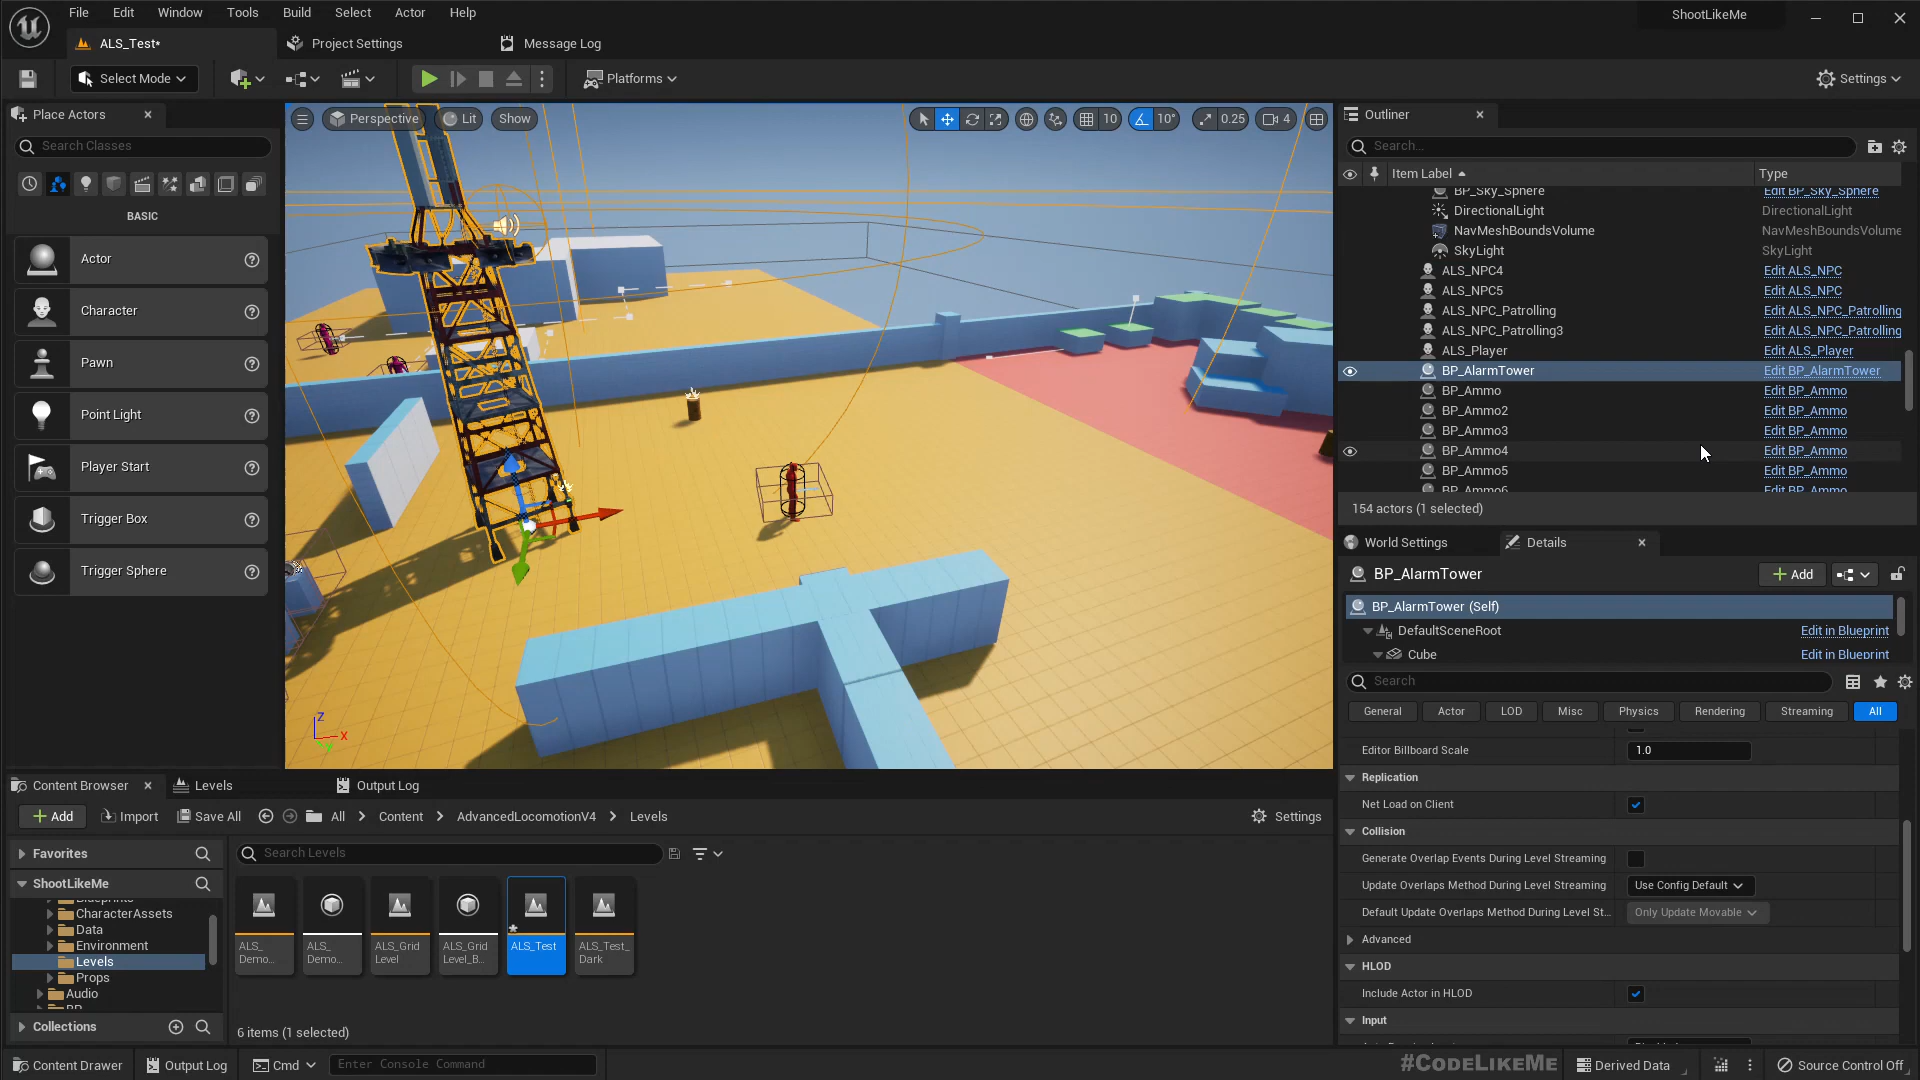 File Edit Window Tools Build Select Actor Help
ShootLikeMe
ALS_Test*
Project Settings
Message Log
Select Mode
Platforms
Settings
Place Actors
Search Classes
BASIC
Actor
Character
Pawn
Point Light
Player Start
Trigger Box
Trigger Sphere
Perspective
Lit
Show
10
10°
0.25
4
X
Z
Outliner
Search...
Item Label
Type
BP_Sky_Sphere Edit BP_Sky_Sphere
DirectionalLight DirectionalLight
NavMeshBoundsVolume NavMeshBoundsVolume
SkyLight SkyLight
ALS_NPC4 Edit ALS_NPC
ALS_NPC5 Edit ALS_NPC
ALS_NPC_Patrolling Edit ALS_NPC_Patrolling
ALS_NPC_Patrolling3 Edit ALS_NPC_Patrolling
ALS_Player Edit ALS_Player
BP_AlarmTower Edit BP_AlarmTower
BP_Ammo Edit BP_Ammo
BP_Ammo2 Edit BP_Ammo
BP_Ammo3 Edit BP_Ammo
BP_Ammo4 Edit BP_Ammo
BP_Ammo5 Edit BP_Ammo
BP_Ammo6 Edit BP_Ammo
154 actors (1 selected)
World Settings
Details
BP_AlarmTower
Add
BP_AlarmTower (Self)
DefaultSceneRoot Edit in Blueprint
Cube Edit in Blueprint
Search
General Actor LOD Misc Physics Rendering Streaming All
Editor Billboard Scale 1.0
Replication
Net Load on Client
Collision
Generate Overlap Events During Level Streaming
Update Overlaps Method During Level Streaming Use Config Default
Default Update Overlaps Method During Level St... Only Update Movable
Advanced
HLOD
Include Actor in HLOD
Input
Content Browser
Levels
Output Log
Add
Import
Save All
All
Content
AdvancedLocomotionV4
Levels
Settings
Favorites
ShootLikeMe
CharacterAssets
Data
Environment
Levels
Props
Audio
Collections
Search Levels
ALS_
Demo...
ALS_
Demo...
ALS_Grid
Level
ALS_Grid
Level_B...
ALS_Test
ALS_Test_
Dark
6 items (1 selected)
Content Drawer
Output Log
Cmd
Enter Console Command
#CODELIKEME
Derived Data
Source Control Off